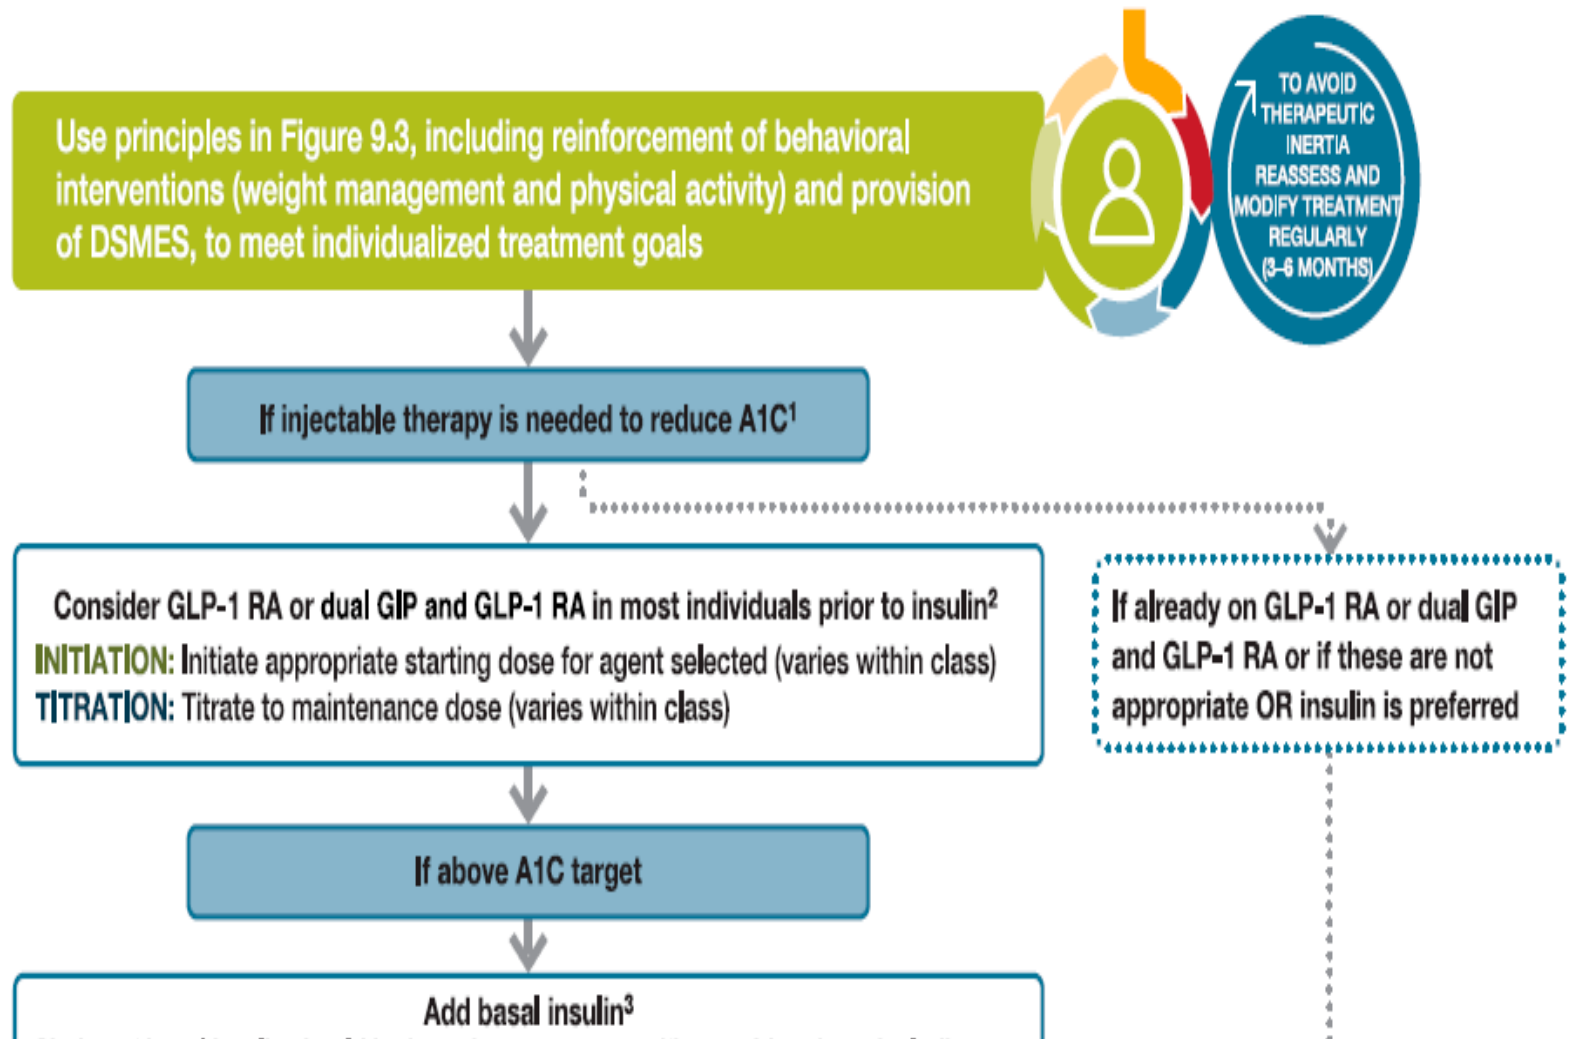 Use principles in Figure 9.3, including reinforcement of behavioral
interventions (weight management and physical activity) and provision
of DSMES, to meet individualized treatment goals
TO AVOID
THERAPEUTIC
INERTIA
REASSESS AND
MODIFY TREATMENT
REGULARLY
(3–6 MONTHS)
If injectable therapy is needed to reduce A1C¹
Consider GLP-1 RA or dual GIP and GLP-1 RA in most individuals prior to insulin²
INITIATION: Initiate appropriate starting dose for agent selected (varies within class)
TITRATION: Titrate to maintenance dose (varies within class)
If already on GLP-1 RA or dual GIP
and GLP-1 RA or if these are not
appropriate OR insulin is preferred
If above A1C target
Add basal insulin³